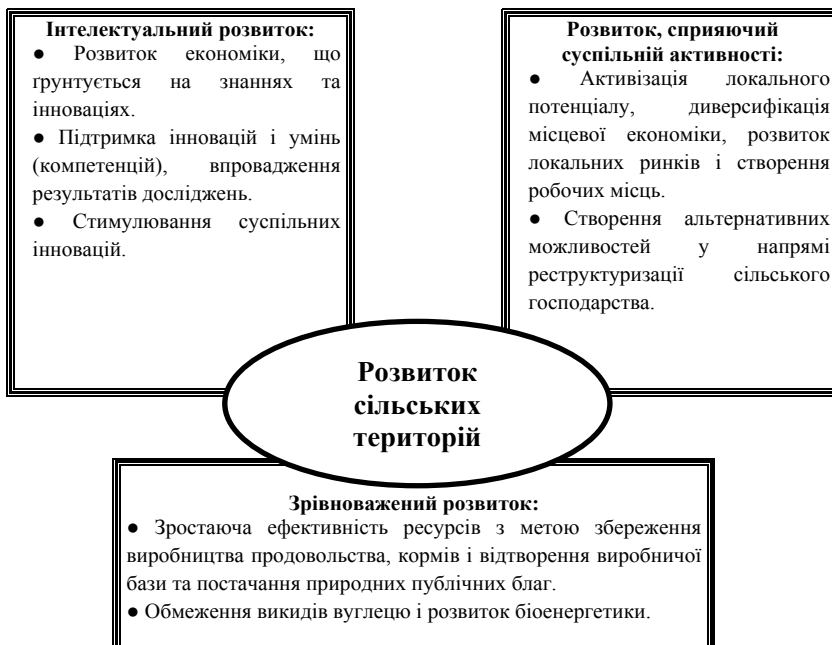 Інтелектуальний розвиток:
● Розвиток економіки, що
ґрунтується на знаннях та
інноваціях.
● Підтримка інновацій і умінь
(компетенцій), впровадження
результатів досліджень.
● Стимулювання суспільних
інновацій.
Розвиток, сприяючий
суспільній активності:
● Активізація локального
потенціалу, диверсифікація
місцевої економіки, розвиток
локальних ринків і створення
робочих місць.
● Створення альтернативних
можливостей у напрямі
реструктуризації сільського
господарства.
Розвиток
сільських
територій
Зрівноважений розвиток:
● Зростаюча ефективність ресурсів з метою збереження
виробництва продовольства, кормів і відтворення виробничої
бази та постачання природних публічних благ.
● Обмеження викидів вуглецю і розвиток біоенергетики.